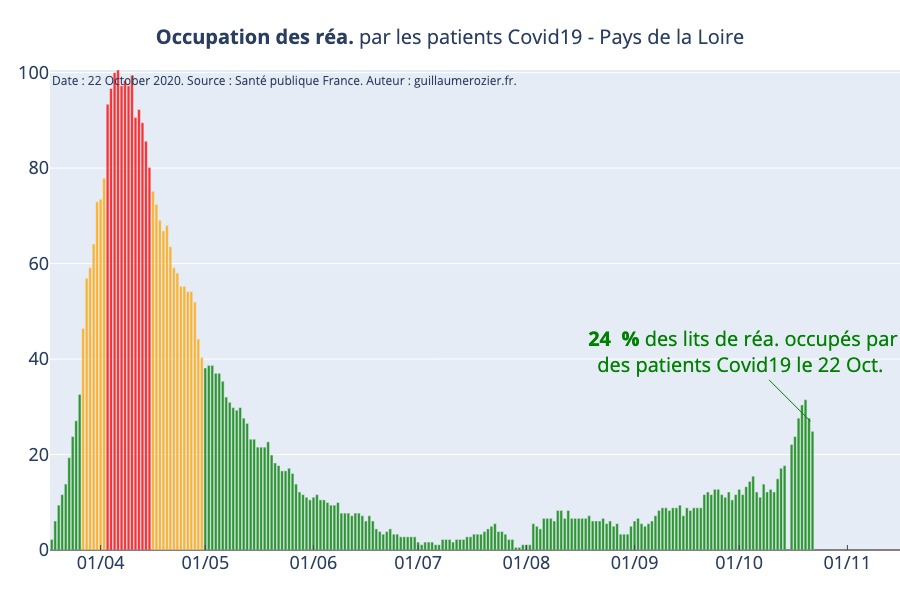 Occupation des réa. par les patients Covid19 - Pays de la Loire
Date : 22 October 2020. Source : Santé publique France. Auteur : guillaumerozier.fr.
100
80
60
40
20
0
24 % des lits de réa. occupés par
des patients Covid19 le 22 Oct.
01/04 01/05 01/06 01/07 01/08 01/09 01/10 01/11